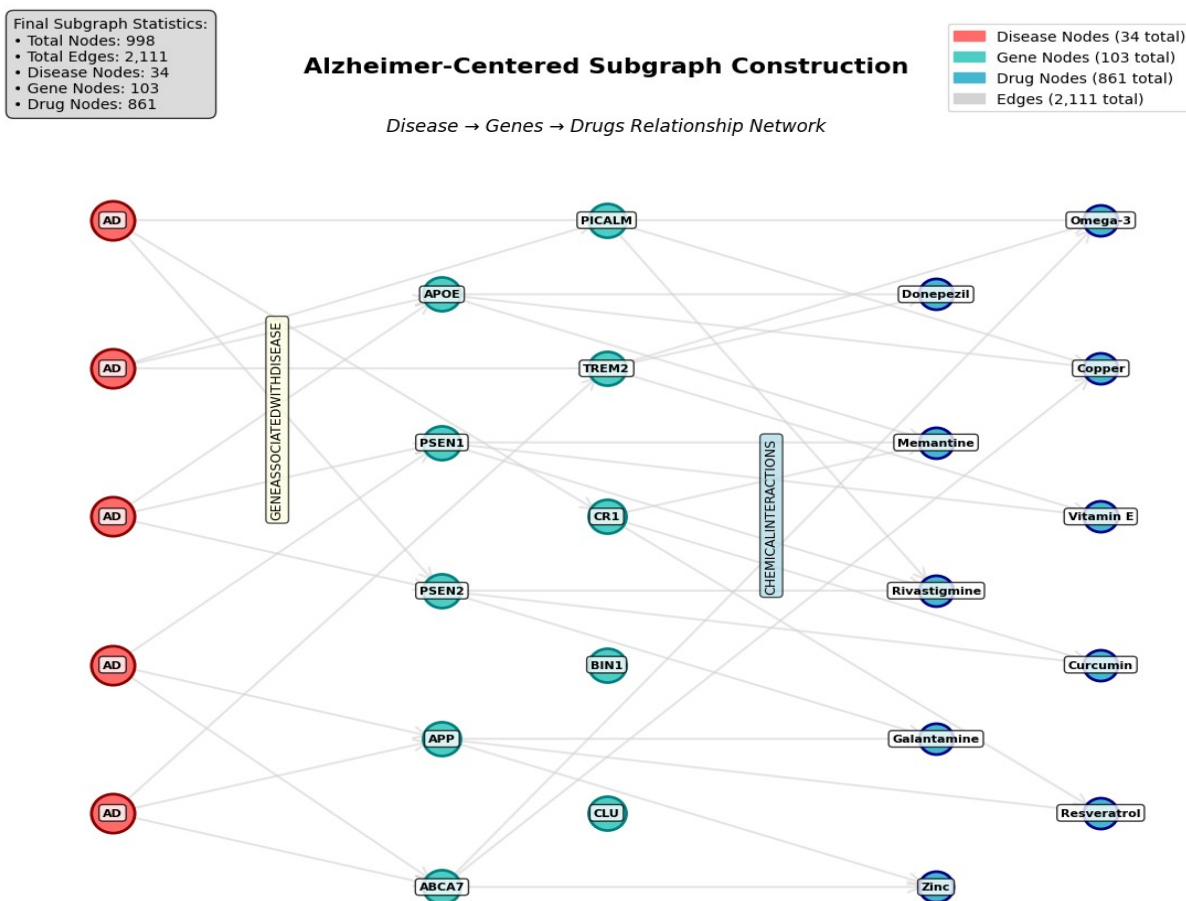 Final Subgraph Statistics:
• Total Nodes: 998
• Total Edges: 2,111
• Disease Nodes: 34
• Gene Nodes: 103
• Drug Nodes: 861
Alzheimer-Centered Subgraph Construction
Disease → Genes → Drugs Relationship Network
Disease Nodes (34 total)
Gene Nodes (103 total)
Drug Nodes (861 total)
Edges (2,111 total)
AD
PICALM
Omega-3
APOE
Donepezil
AD
TREM2
Copper
GENEASSOCIATEDWITHDISEASE
PSEN1
Memantine
CHEMICALINTERACTIONS
AD
CR1
Vitamin E
PSEN2
Rivastigmine
AD
BIN1
Curcumin
APP
Galantamine
AD
CLU
Resveratrol
ABCA7
Zinc